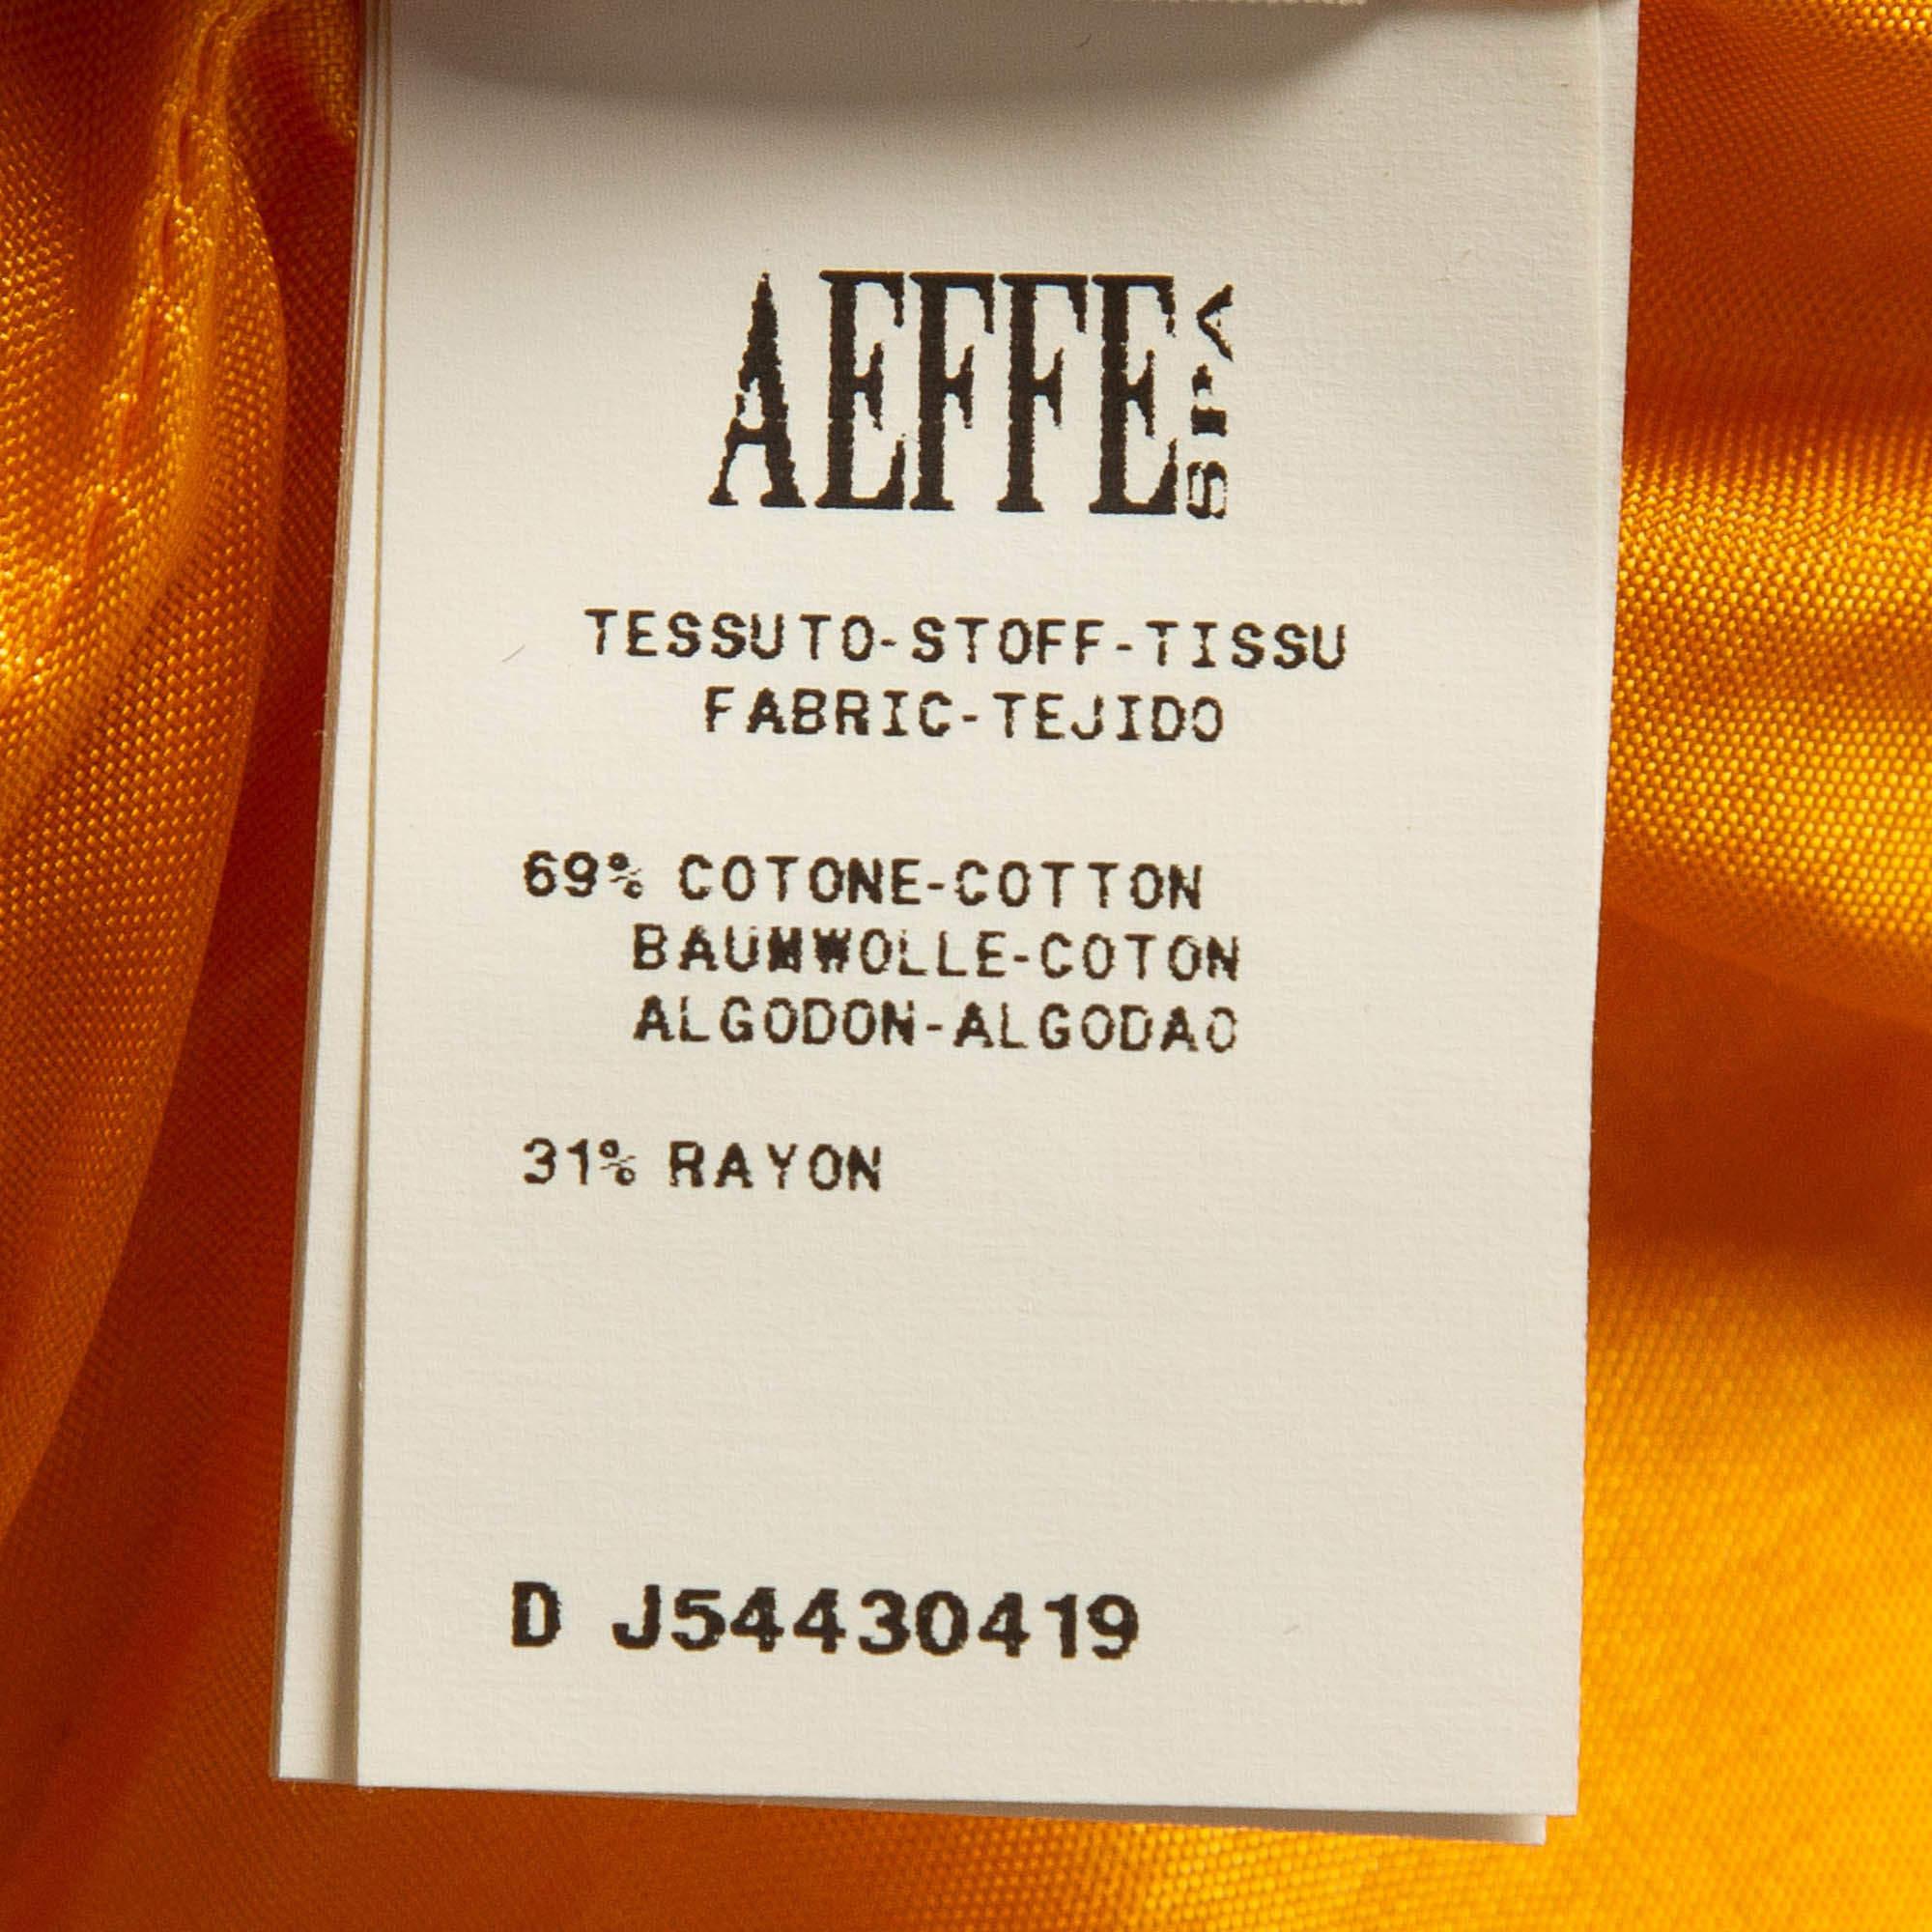 AEFFE SPA
TESSUTO-STOFF-TISSU
FABRIC-TEJIDO
69% COTONE-COTTON
BAUMWOLLE-COTON
ALGODON-ALGODAO
31% RAYON
D J54430419